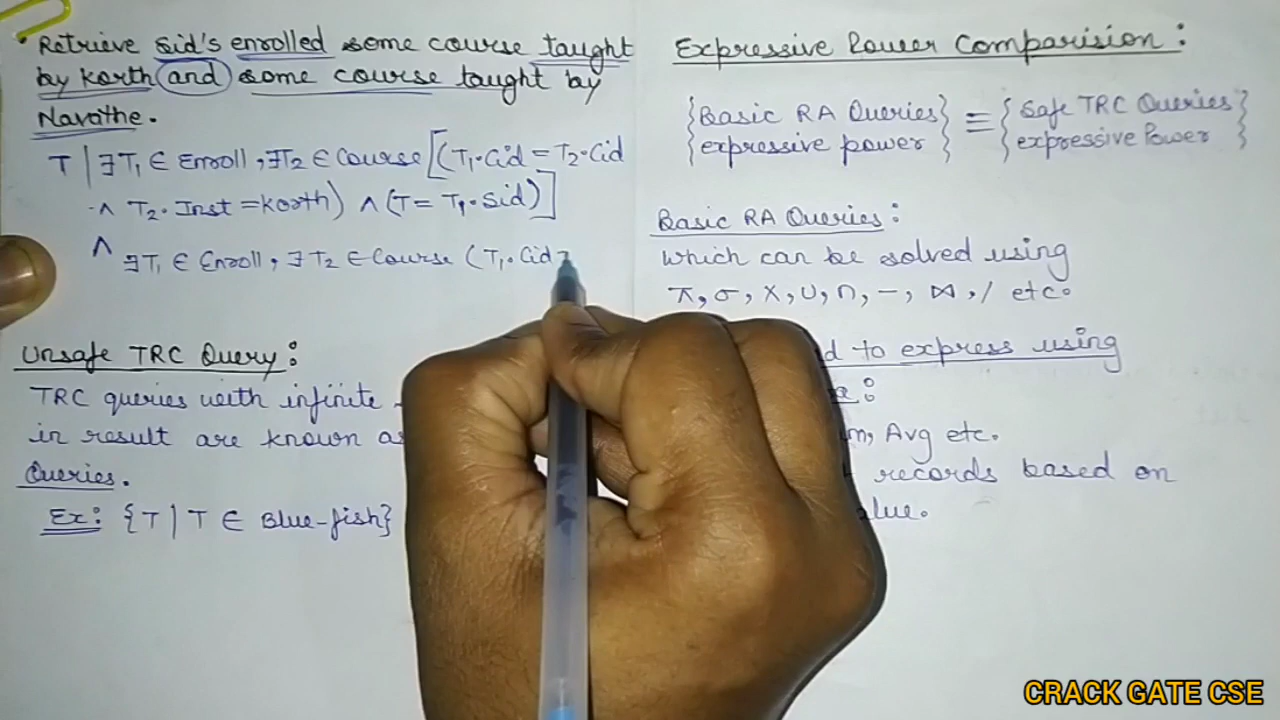 • Retrieve sid's enrolled some course taught
by Korth and some course taught by
Navathe.
T | ∃T₁ ∈ Enroll, ∃T₂ ∈ Course [(T₁.Cid = T₂.Cid
∧ T₂.Inst = Korth) ∧ (T = T₁.Sid)]
∧ ∃T₁ ∈ Enroll, ∃T₂ ∈ Course (T₁.Cid =
Unsafe TRC Query:
TRC queries with infinite
in result are known as
Queries.
Ex: {T | T ∈ Blue-fish}
Expressive Power Comparision:
{Basic RA Queries expressive power} ≡ {Safe TRC Queries expressive Power}
Basic RA Queries:
Which can be solved using
π, σ, X, ∪, ∩, −, ⋈, / etc.
to express using
Avg etc.
records based on
CRACK GATE CSE